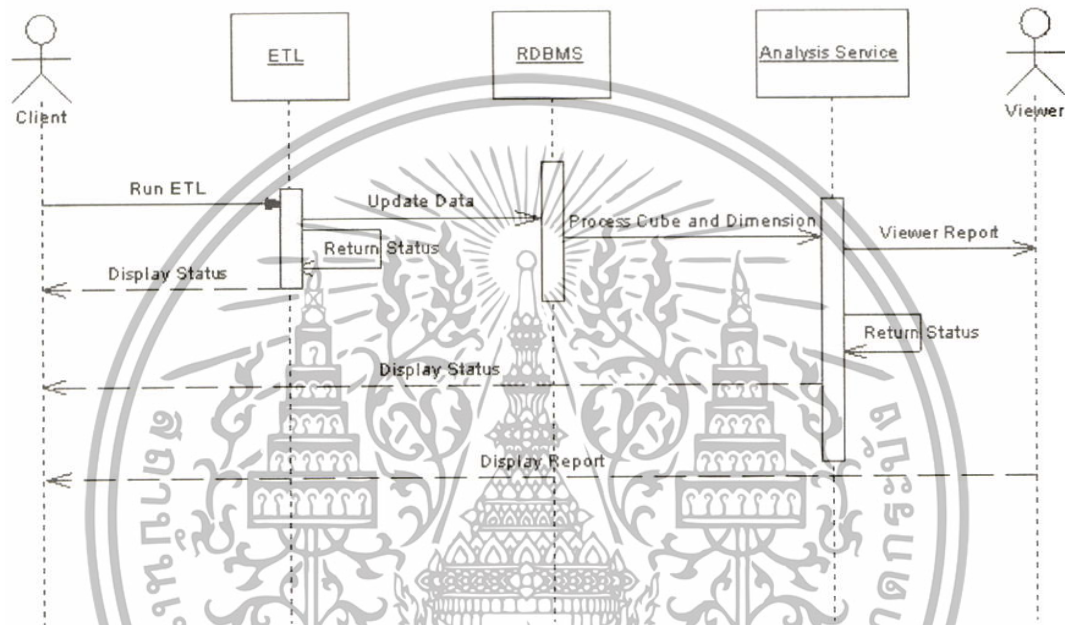 ETL
RDBMS
Analysis Service
Client
Viewer
Run ETL
Update Data
Process Cube and Dimension
Viewer Report
Return Status
Display Status
Return Status
Display Status
Display Report